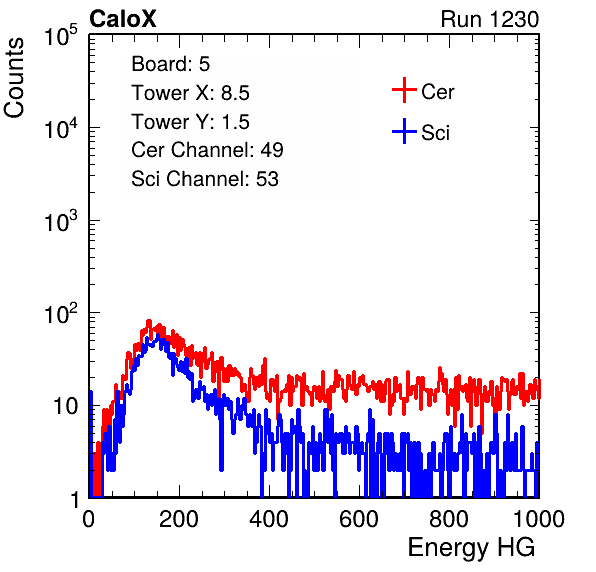 CaloX Run 1230
Counts
Board: 5
Tower X: 8.5
Tower Y: 1.5
Cer Channel: 49
Sci Channel: 53
Cer
Sci
10^5
10^4
10^3
10^2
10
1
0 200 400 600 800 1000
Energy HG